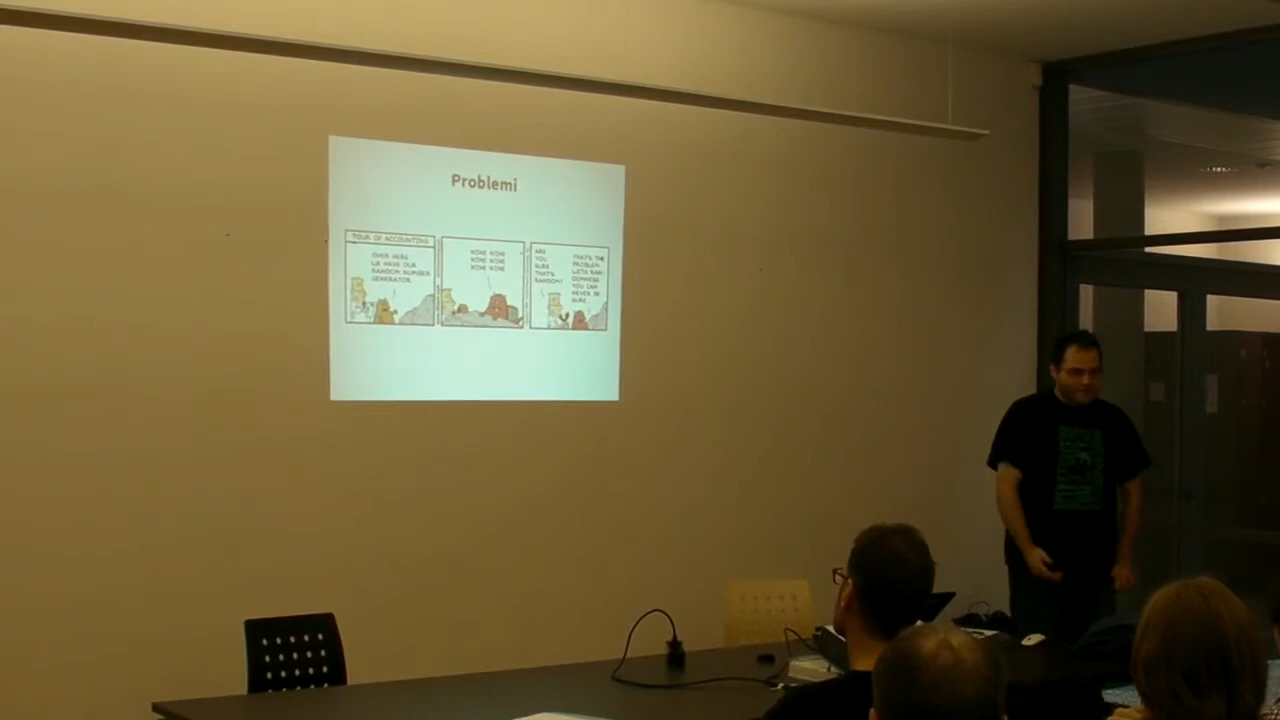 Problemi
TOUR OF ACCOUNTING
OVER HERE
WE HAVE OUR
RANDOM NUMBER
GENERATOR.
NINE NINE
NINE NINE
NINE NINE
ARE
YOU
SURE
THAT'S
RANDOM?
THAT'S THE
PROBLEM
WITH RAN-
DOMNESS:
YOU CAN
NEVER BE
SURE.